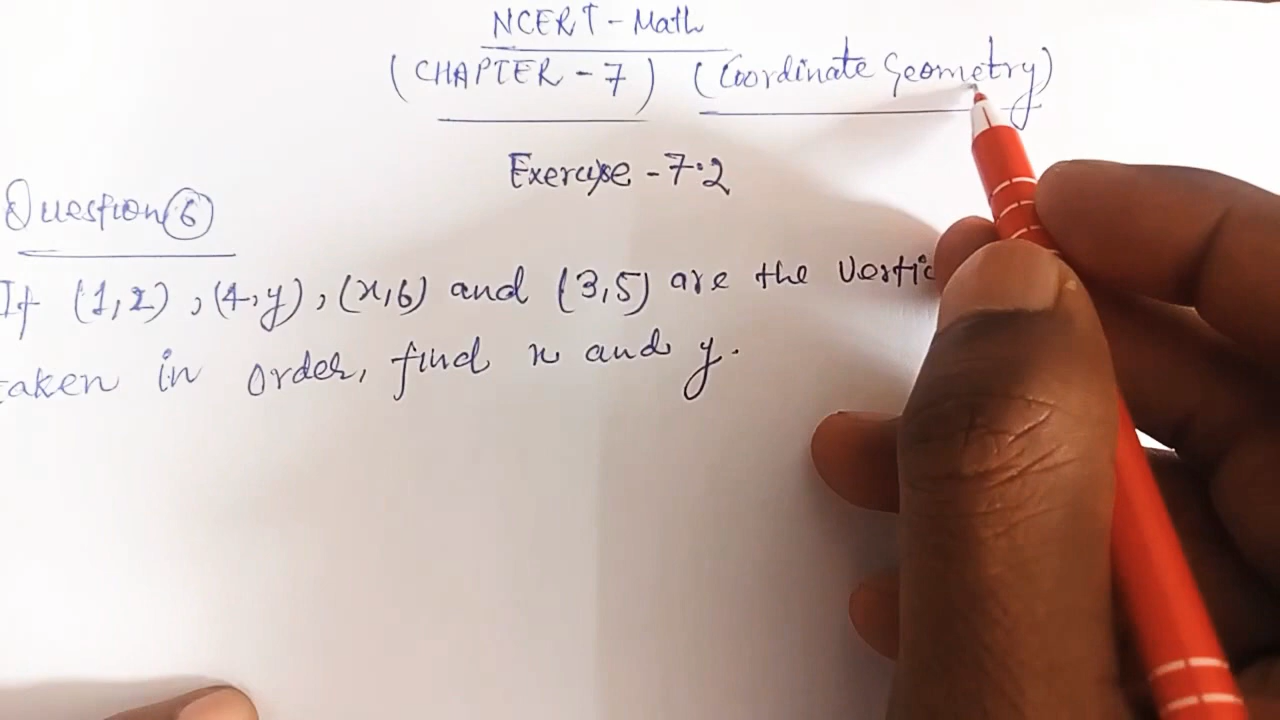 NCERT - Math
(CHAPTER - 7) (Coordinate Geometry)
Exercise - 7.2
Question 6
If (1,2), (4,y), (x,6) and (3,5) are the
taken in order, find x and y.